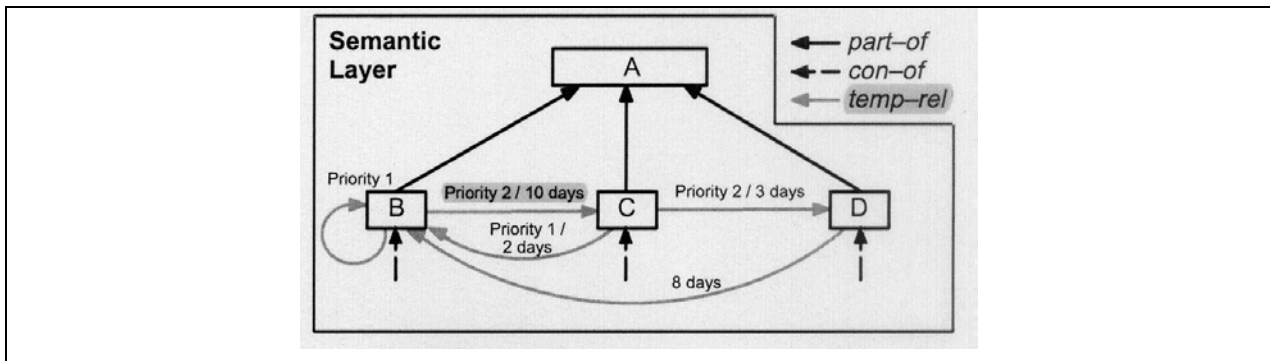 Semantic
Layer
A
part–of
con–of
temp–rel
Priority 1
Priority 2 / 10 days
Priority 2 / 3 days
B
C
D
Priority 1 /
2 days
8 days